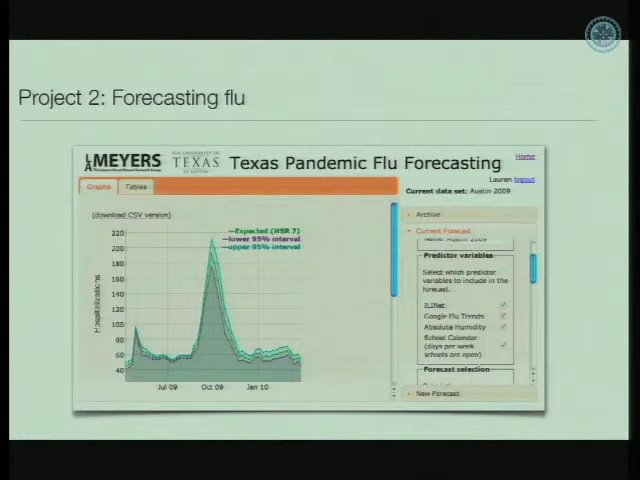 Project 2: Forecasting flu
MEYERS
TEXAS
Texas Pandemic Flu Forecasting
Home
Lauren logout
Current data set: Austin 2009
Graphs
Tables
(download CSV version)
Expected (HSR 7)
lower 95% interval
upper 95% interval
Hospitalizations
220
200
180
160
140
120
100
80
60
40
Jul 09
Oct 09
Jan 10
Archive
Current Forecast
Name: Austin 2009
Predictor variables
Select which predictor
variables to include in the
forecast.
ILINet
Google Flu Trends
Absolute Humidity
School Calendar
(days per week
schools are open)
Forecast selection
New Forecast